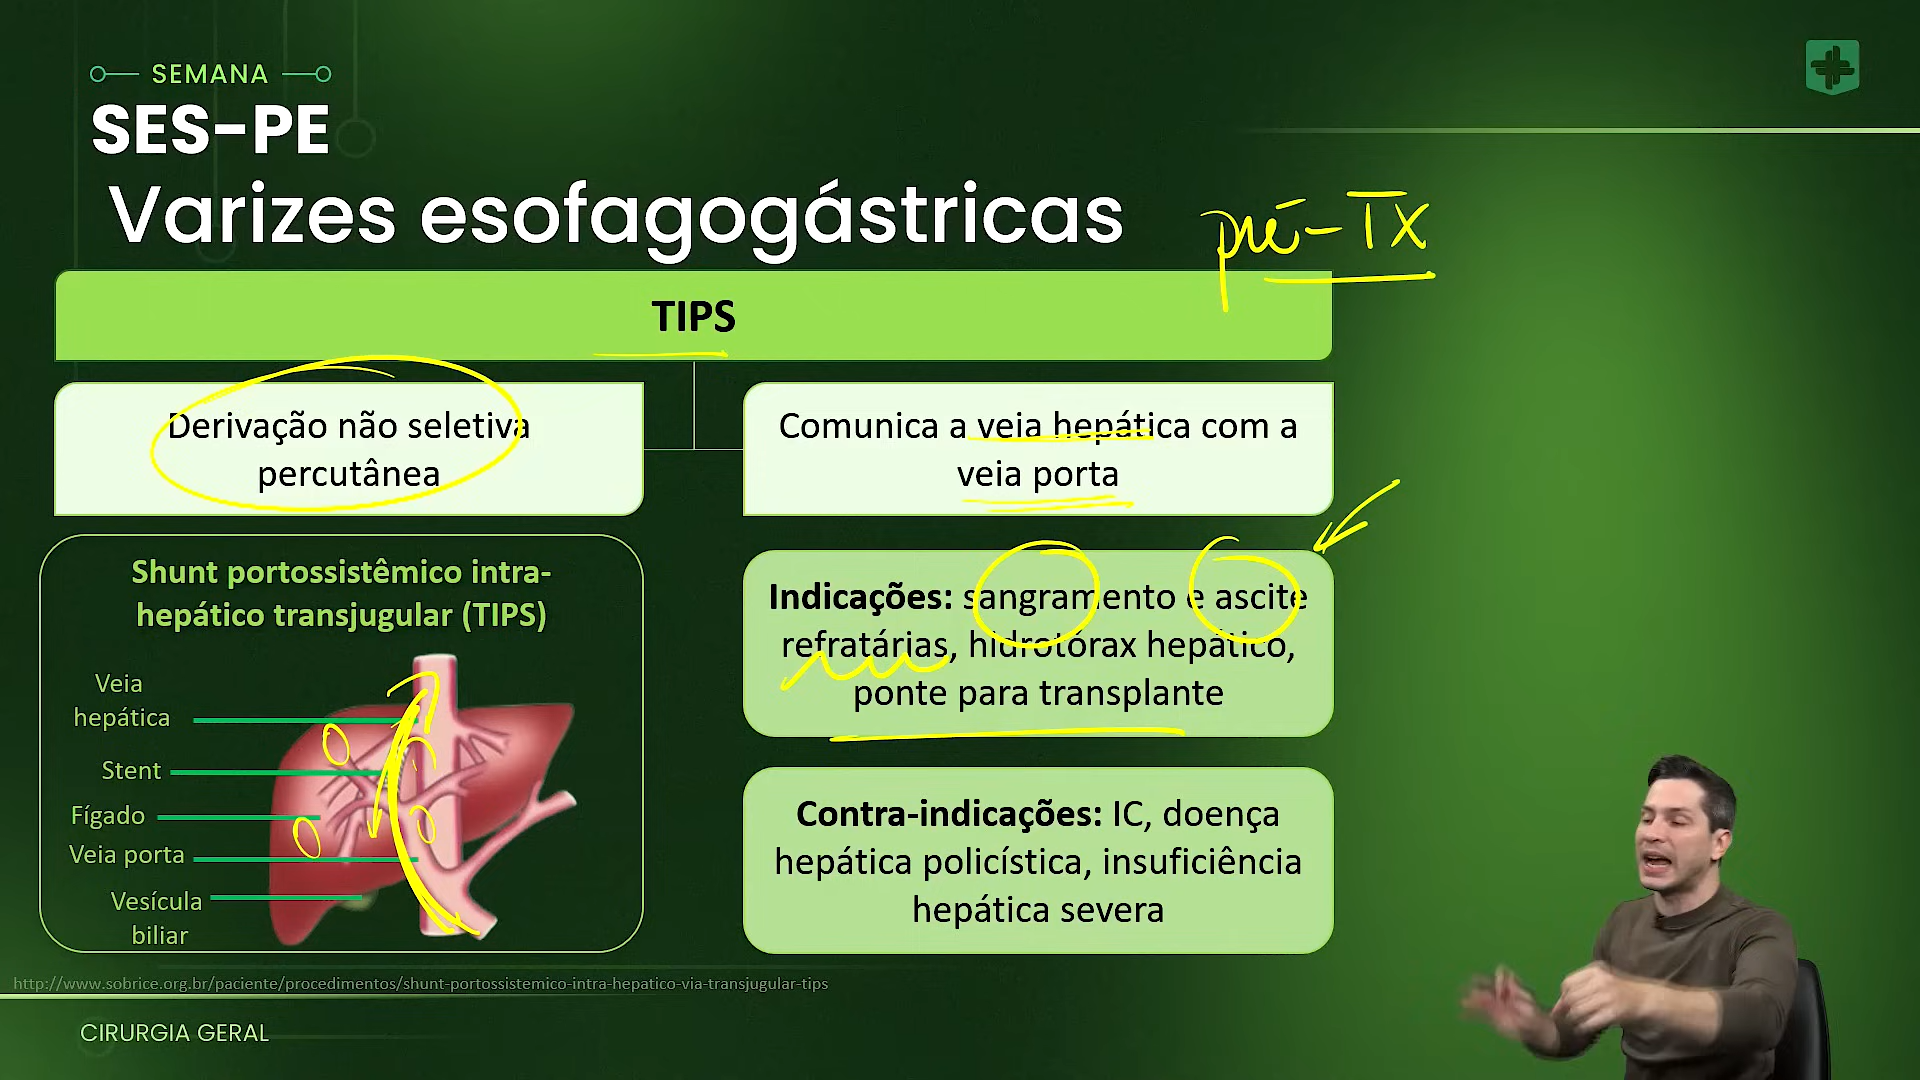 SEMANA
SES-PE
Varizes esofagogástricas
pré-TX
TIPS
Derivação não seletiva
percutânea
Comunica a veia hepática com a
veia porta
Shunt portossistêmico intra-
hepático transjugular (TIPS)
Veia
hepática
Stent
Fígado
Veia porta
Vesícula
biliar
Indicações: sangramento e ascite
refratárias, hidrotórax hepático,
ponte para transplante
Contra-indicações: IC, doença
hepática policística, insuficiência
hepática severa
http://www.sobrice.org.br/paciente/procedimentos/shunt-portossistemico-intra-hepatico-via-transjugular-tips
CIRURGIA GERAL